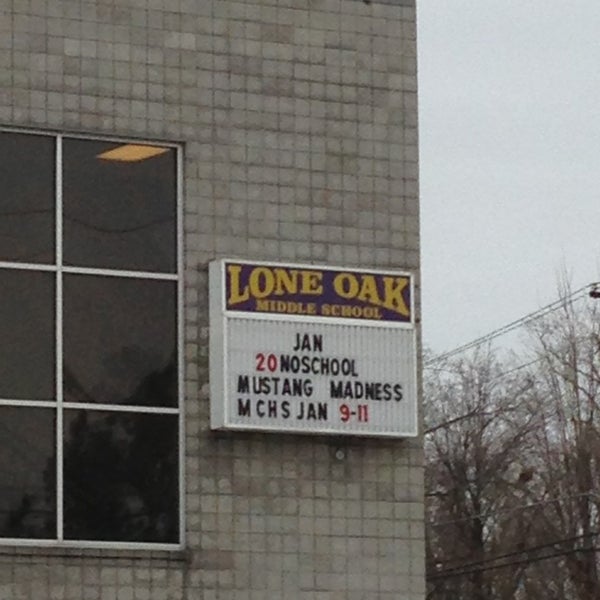 LONE OAK
MIDDLE SCHOOL
JAN
20 NOSCHOOL
MUSTANG MADNESS
MCHS JAN 9-11